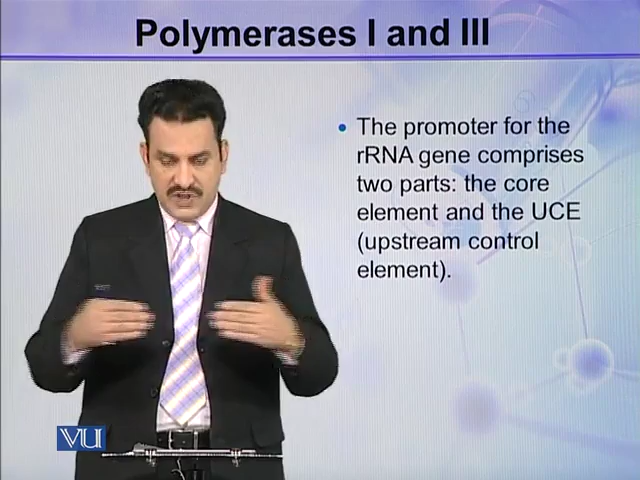 Polymerases I and III
• The promoter for the
rRNA gene comprises
two parts: the core
element and the UCE
(upstream control
element).
VU